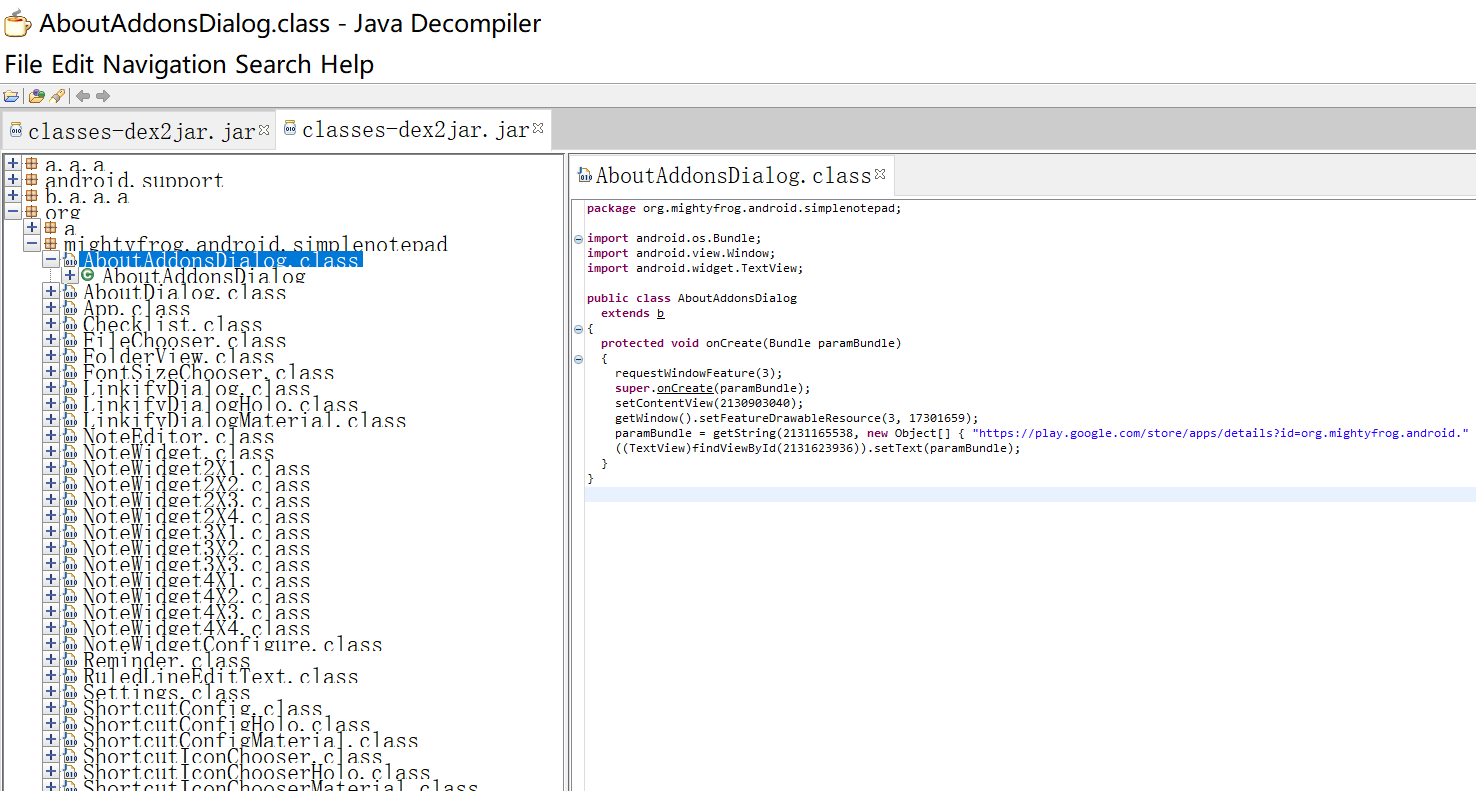 AboutAddonsDialog.class - Java Decompiler
File Edit Navigation Search Help
classes-dex2jar.jar
classes-dex2jar.jar
a.a.a
android.support
b.a.a.a
org
a
mightyfrog.android.simplenotepad
AboutAddonsDialog.class
AboutAddonsDialog
AboutDialog.class
App.class
Checklist.class
FileChooser.class
FolderView.class
FontSizeChooser.class
LinkifyDialog.class
LinkifyDialogHolo.class
LinkifyDialogMaterial.class
NoteEditor.class
NoteWidget.class
NoteWidget2X1.class
NoteWidget2X2.class
NoteWidget2X3.class
NoteWidget2X4.class
NoteWidget3X1.class
NoteWidget3X2.class
NoteWidget3X3.class
NoteWidget4X1.class
NoteWidget4X2.class
NoteWidget4X3.class
NoteWidget4X4.class
NoteWidgetConfigure.class
Reminder.class
RuledLineEditText.class
Settings.class
ShortcutConfig.class
ShortcutConfigHolo.class
ShortcutConfigMaterial.class
ShortcutIconChooser.class
ShortcutIconChooserHolo.class
ShortcutIconChooserMaterial.class
AboutAddonsDialog.class
package org.mightyfrog.android.simplenotepad;
import android.os.Bundle;
import android.view.Window;
import android.widget.TextView;
public class AboutAddonsDialog
extends b
{
protected void onCreate(Bundle paramBundle)
{
requestWindowFeature(3);
super.onCreate(paramBundle);
setContentView(2130903040);
getWindow().setFeatureDrawableResource(3, 17301659);
paramBundle = getString(2131165538, new Object[] { "https://play.google.com/store/apps/details?id=org.mightyfrog.android."
((TextView)findViewById(2131623936)).setText(paramBundle);
}
}